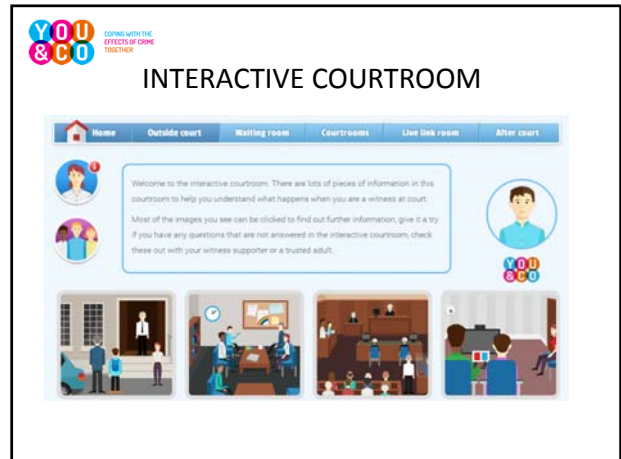 YOU
&CO
COPING WITH THE
EFFECTS OF CRIME
TOGETHER
INTERACTIVE COURTROOM
Home Outside court Waiting room Courtrooms Live link room After court
Welcome to the interactive courtroom. There are lots of pieces of information in this
courtroom to help you understand what happens when you are a witness at court.
Most of the images you see can be clicked to find out further information, give it a try.
If you have any questions that are not answered in the interactive courtroom, check
these out with your witness supporter or a trusted adult.
YOU
&CO